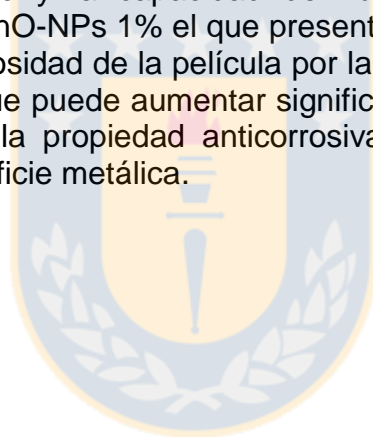 nO-NPs 1% el que present
osidad de la película por la
ue puede aumentar signific
la propiedad anticorrosiva
ficie metálica.